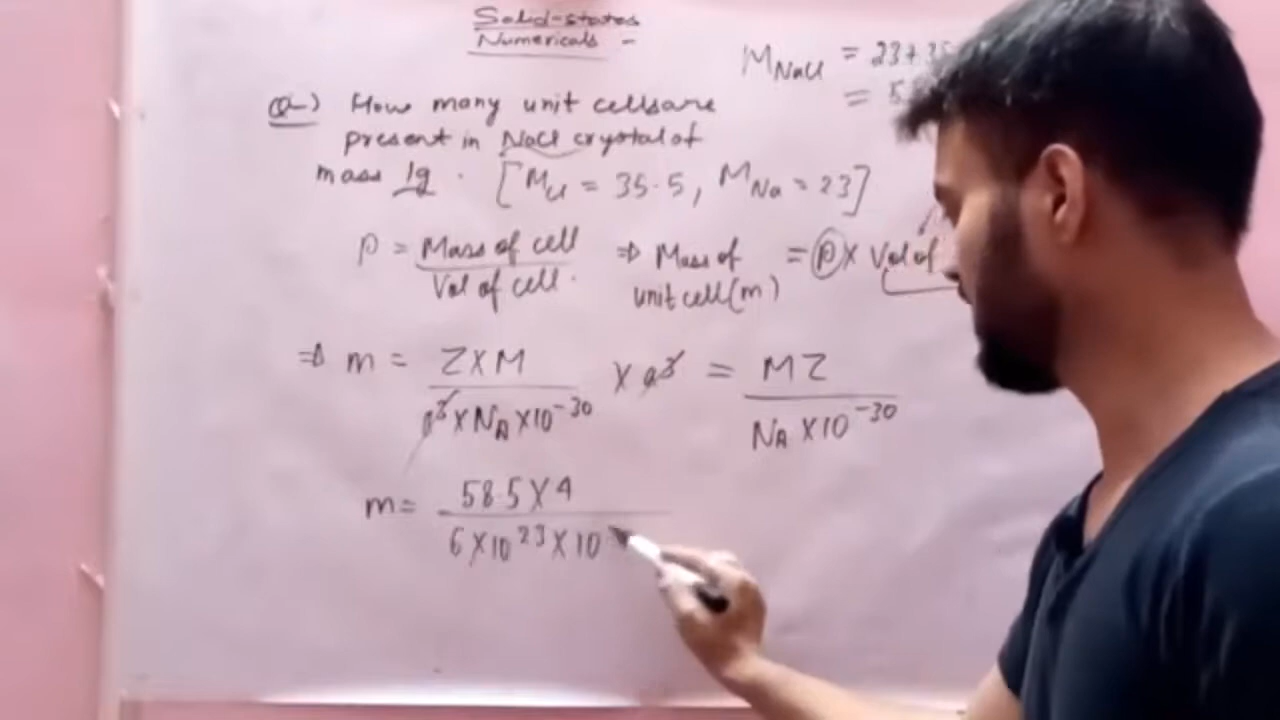 Solid-states
Numericals -
M_NaCl = 23+35
= 5
Q-) How many unit cells are
present in NaCl crystal of
mass 1g . [M_Cl = 35.5, M_Na = 23]
ρ = Mass of cell / Vol of cell . ⇒ Mass of unit cell (m) = ρ × Vol of
⇒ m = Z×M / a³×N_A×10⁻³⁰ × a³ = MZ / N_A×10⁻³⁰
m = 58.5×4 / 6×10²³×10